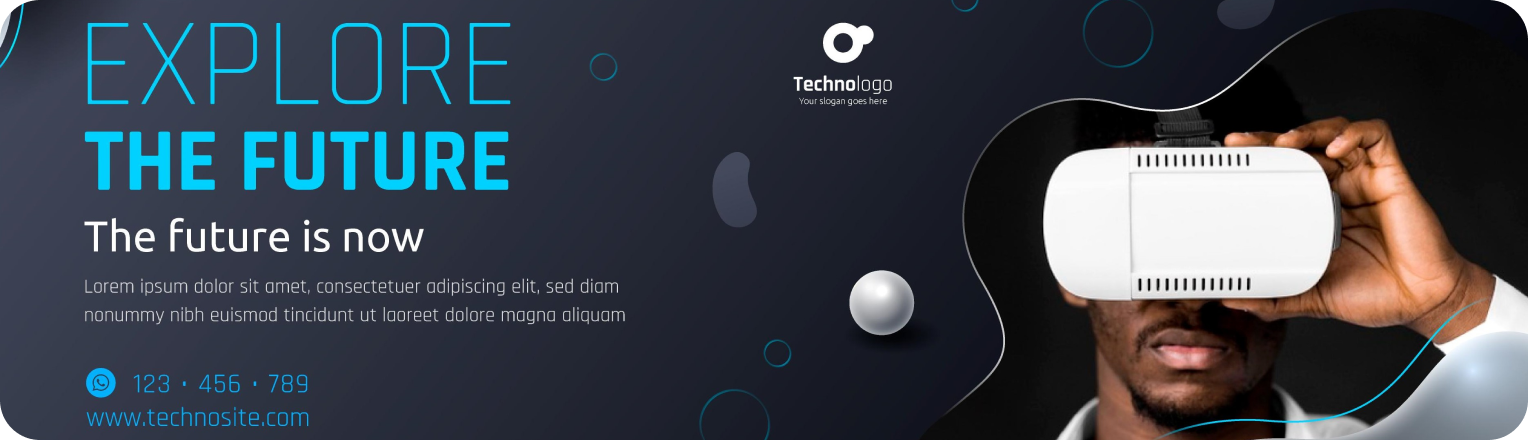 EXPLORE
THE FUTURE
The future is now
Lorem ipsum dolor sit amet, consectetuer adipiscing elit, sed diam
nonummy nibh euismod tincidunt ut laoreet dolore magna aliquam
123 · 456 · 789
www.technosite.com
Technologo
Your slogan goes here